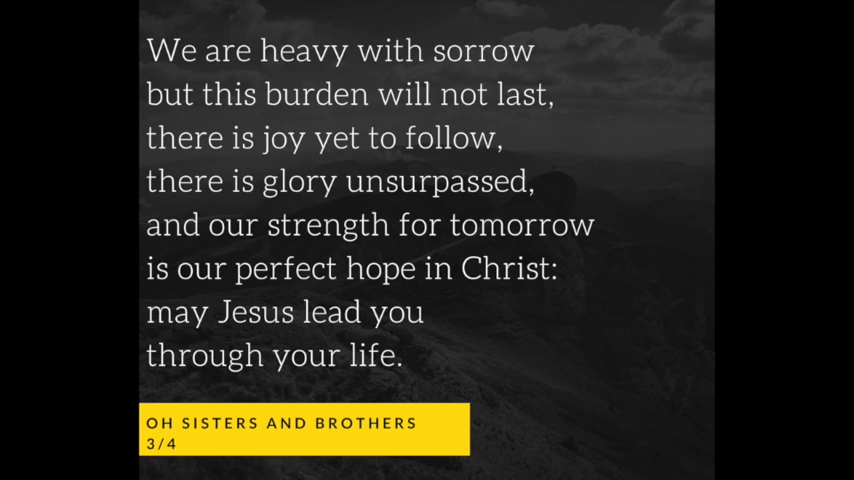 We are heavy with sorrow
but this burden will not last,
there is joy yet to follow,
there is glory unsurpassed,
and our strength for tomorrow
is our perfect hope in Christ:
may Jesus lead you
through your life.
OH SISTERS AND BROTHERS
3/4